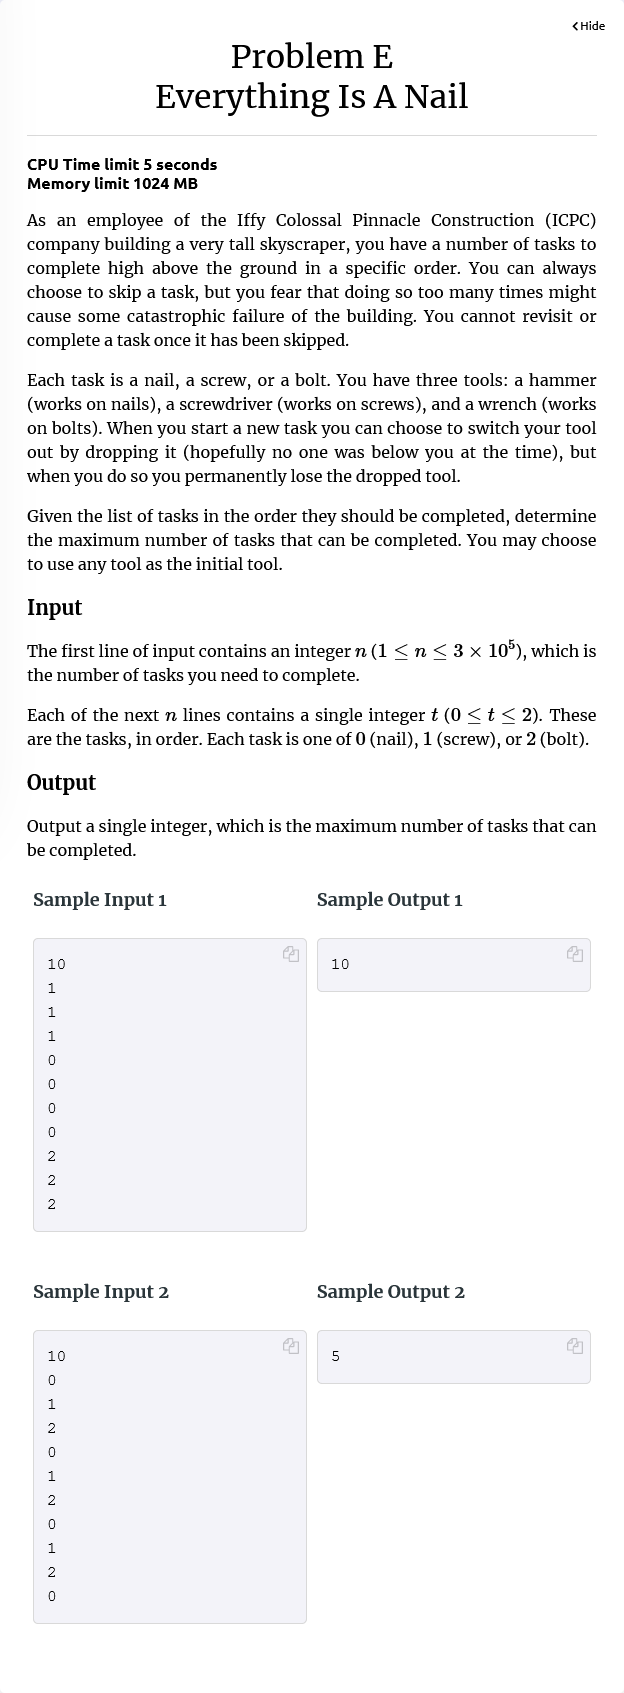 Hide
Problem E
Everything Is A Nail
CPU Time limit 5 seconds
Memory limit 1024 MB
As an employee of the Iffy Colossal Pinnacle Construction (ICPC)
company building a very tall skyscraper, you have a number of tasks to
complete high above the ground in a specific order. You can always
choose to skip a task, but you fear that doing so too many times might
cause some catastrophic failure of the building. You cannot revisit or
complete a task once it has been skipped.
Each task is a nail, a screw, or a bolt. You have three tools: a hammer
(works on nails), a screwdriver (works on screws), and a wrench (works
on bolts). When you start a new task you can choose to switch your tool
out by dropping it (hopefully no one was below you at the time), but
when you do so you permanently lose the dropped tool.
Given the list of tasks in the order they should be completed, determine
the maximum number of tasks that can be completed. You may choose
to use any tool as the initial tool.
Input
The first line of input contains an integer n (1 ≤ n ≤ 3 × 10⁵), which is
the number of tasks you need to complete.
Each of the next n lines contains a single integer t (0 ≤ t ≤ 2). These
are the tasks, in order. Each task is one of 0 (nail), 1 (screw), or 2 (bolt).
Output
Output a single integer, which is the maximum number of tasks that can
be completed.
Sample Input 1
Sample Output 1
10
1
1
1
0
0
0
0
2
2
2
10
Sample Input 2
Sample Output 2
10
0
1
2
0
1
2
0
1
2
0
5